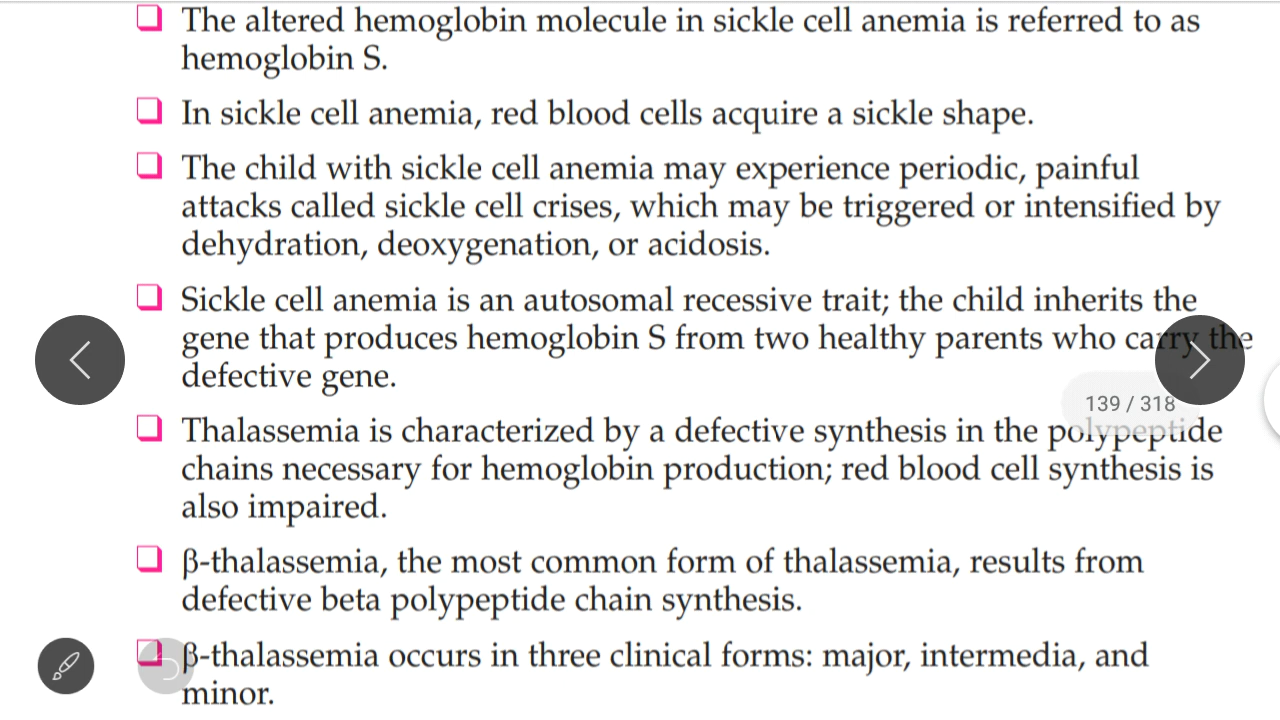 The altered hemoglobin molecule in sickle cell anemia is referred to as
hemoglobin S.
In sickle cell anemia, red blood cells acquire a sickle shape.
The child with sickle cell anemia may experience periodic, painful
attacks called sickle cell crises, which may be triggered or intensified by
dehydration, deoxygenation, or acidosis.
Sickle cell anemia is an autosomal recessive trait; the child inherits the
gene that produces hemoglobin S from two healthy parents who carry the
defective gene.
139 / 318
Thalassemia is characterized by a defective synthesis in the polypeptide
chains necessary for hemoglobin production; red blood cell synthesis is
also impaired.
β-thalassemia, the most common form of thalassemia, results from
defective beta polypeptide chain synthesis.
β-thalassemia occurs in three clinical forms: major, intermedia, and
minor.